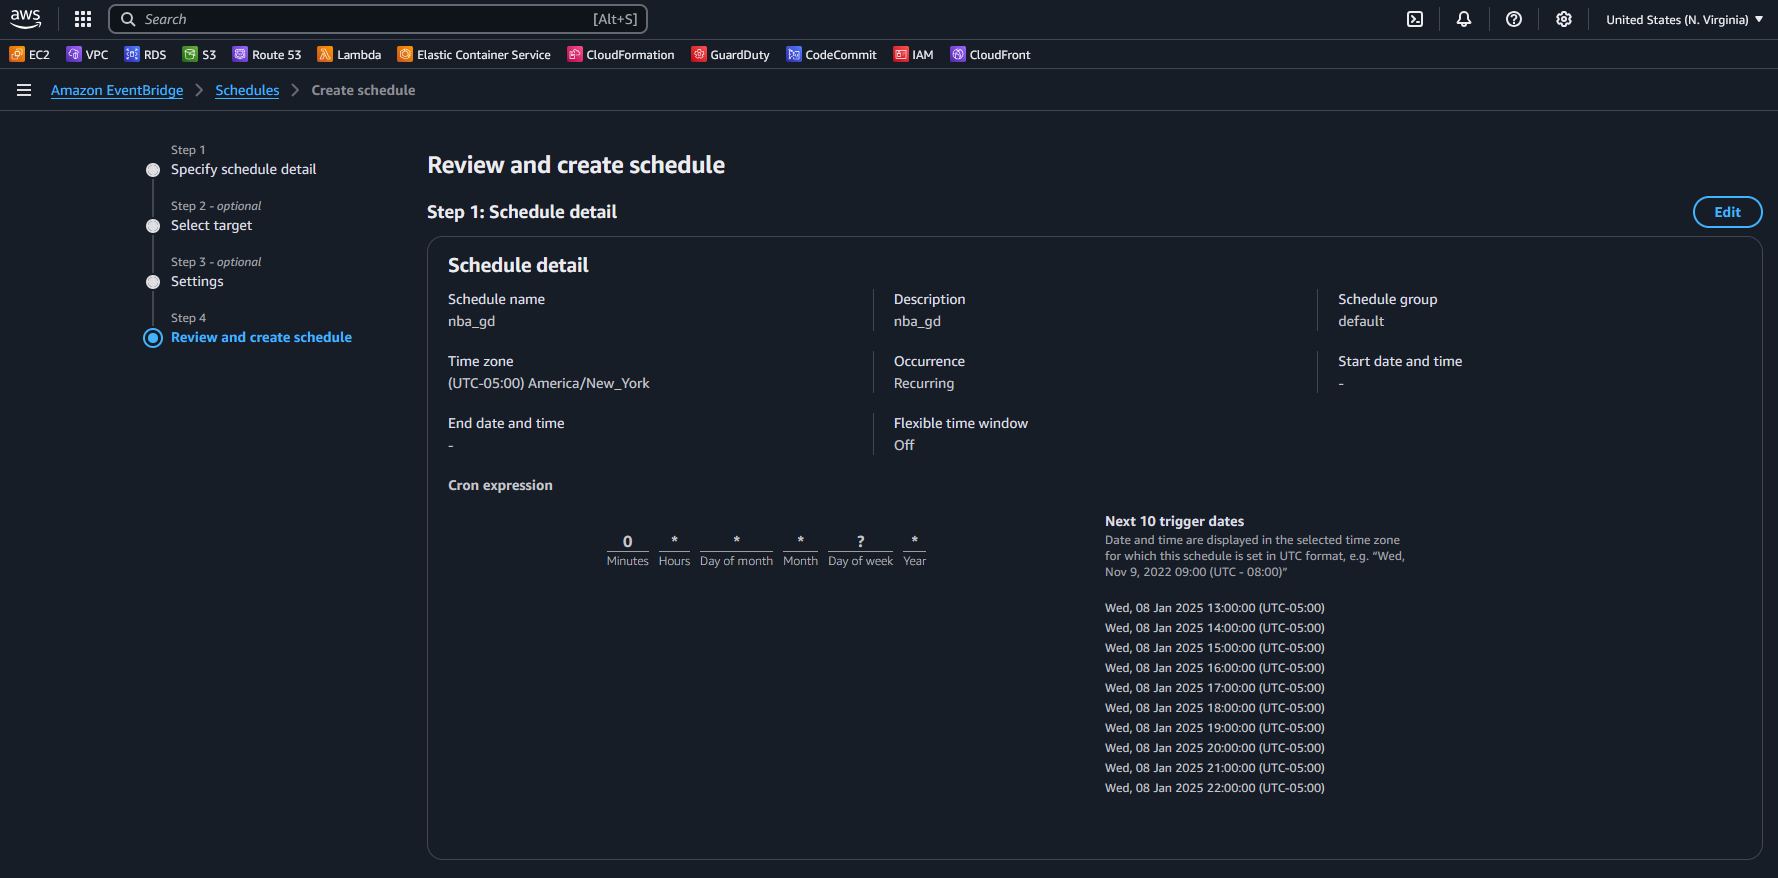 aws
Search [Alt+S]
United States (N. Virginia)
EC2 VPC RDS S3 Route 53 Lambda Elastic Container Service CloudFormation GuardDuty CodeCommit IAM CloudFront
Amazon EventBridge > Schedules > Create schedule
Step 1
Specify schedule detail
Step 2 - optional
Select target
Step 3 - optional
Settings
Step 4
Review and create schedule
Review and create schedule
Step 1: Schedule detail
Edit
Schedule detail
Schedule name
nba_gd
Description
nba_gd
Schedule group
default
Time zone
(UTC-05:00) America/New_York
Occurrence
Recurring
Start date and time
-
End date and time
-
Flexible time window
Off
Cron expression
0 * * * ? *
Minutes Hours Day of month Month Day of week Year
Next 10 trigger dates
Date and time are displayed in the selected time zone
for which this schedule is set in UTC format, e.g. “Wed,
Nov 9, 2022 09:00 (UTC - 08:00)”
Wed, 08 Jan 2025 13:00:00 (UTC-05:00)
Wed, 08 Jan 2025 14:00:00 (UTC-05:00)
Wed, 08 Jan 2025 15:00:00 (UTC-05:00)
Wed, 08 Jan 2025 16:00:00 (UTC-05:00)
Wed, 08 Jan 2025 17:00:00 (UTC-05:00)
Wed, 08 Jan 2025 18:00:00 (UTC-05:00)
Wed, 08 Jan 2025 19:00:00 (UTC-05:00)
Wed, 08 Jan 2025 20:00:00 (UTC-05:00)
Wed, 08 Jan 2025 21:00:00 (UTC-05:00)
Wed, 08 Jan 2025 22:00:00 (UTC-05:00)